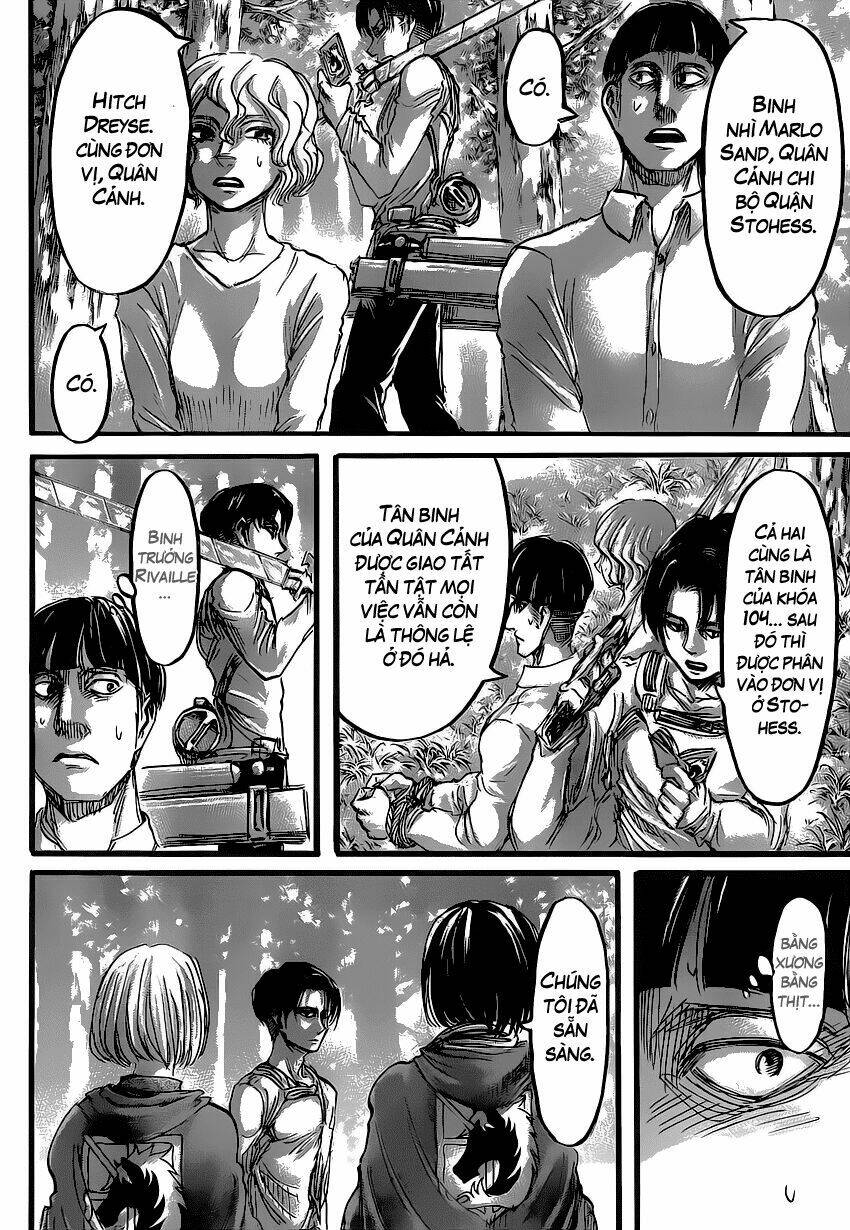 BINH
NHÌ MARLO
SAND, QUÂN
CẢNH CHI
BỘ QUẬN
STOHESS.
CÓ.
HITCH
DREYSE.
CÙNG ĐƠN
VỊ, QUÂN
CẢNH.
CÓ.
CẢ HAI
CÙNG LÀ
TÂN BINH
CỦA KHÓA
104... SAU
ĐÓ THÌ
ĐƯỢC PHÂN
VÀO ĐƠN VỊ
Ở STO-
HESS.
TÂN BINH
CỦA QUÂN CẢNH
ĐƯỢC GIAO TẤT
TẦN TẬT MỌI
VIỆC VẪN CÒN
LÀ THÔNG LỆ
Ở ĐÓ HẢ.
BINH
TRƯỞNG
RIVAILLE
...
BẰNG
XƯƠNG
BẰNG
THỊT...
CHÚNG
TÔI ĐÃ
SẴN
SÀNG.